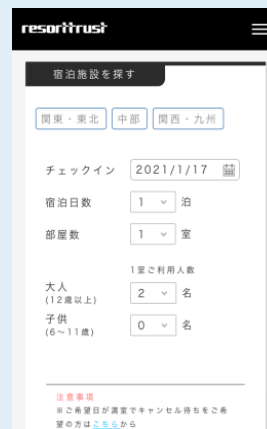 resorttrust
宿泊施設を探す
関東・東北 中部 関西・九州
チェックイン 2021/1/17
宿泊日数 1 泊
部屋数 1 室
1室ご利用人数
大人 2 名
(12歳以上)
子供 0 名
(6〜11歳)
注意事項
※ご希望日が満室でキャンセル待ちをご希
望の方はこちらから